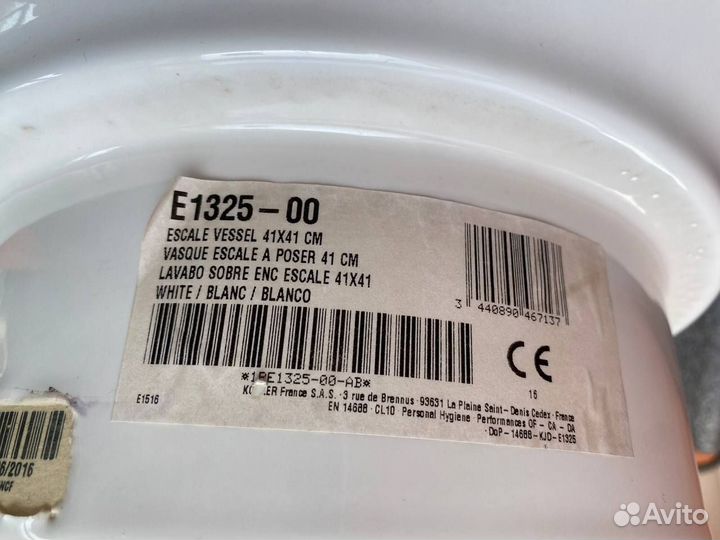 E1325-00
ESCALE VESSEL 41X41 CM
VASQUE ESCALE A POSER 41 CM
LAVABO SOBRE ENC ESCALE 41X41
WHITE / BLANC / BLANCO
3 440890 467137
*1PE1325-00-AB*
CE
16
E1516
KOHLER France S.A.S. · 3 rue de Brennus · 93631 La Plaine Saint-Denis Cedex · France
EN 14688 · CL10 · Personal Hygiene · Performances OF - CA - DA
DoP-14688-KJD-E1325
6/2016
NCF
Avito